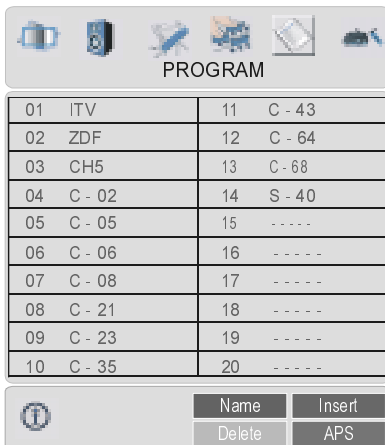 PROGRAM
01 ITV 11 C - 43
02 ZDF 12 C - 64
03 CH5 13 C - 68
04 C - 02 14 S - 40
05 C - 05 15 - - - - -
06 C - 06 16 - - - - -
07 C - 08 17 - - - - -
08 C - 21 18 - - - - -
09 C - 23 19 - - - - -
10 C - 35 20 - - - - -
Name Insert
Delete APS